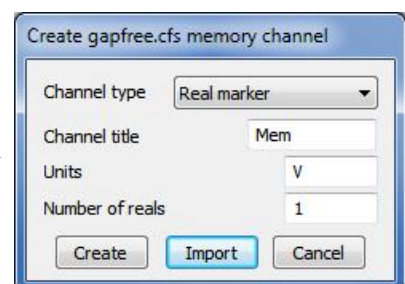 Create gapfree.cfs memory channel
Channel type Real marker
Channel title Mem
Units V
Number of reals 1
Create Import Cancel